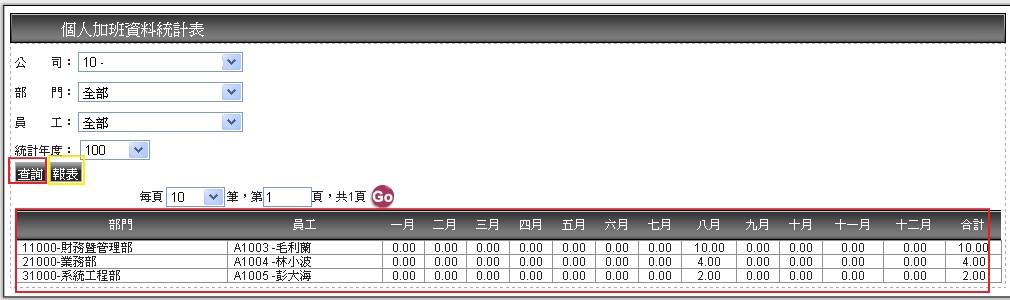 個人加班資料統計表
公 司： 10 -
部 門： 全部
員 工： 全部
統計年度： 100
查詢 報表
每頁 10 筆，第 1 頁，共1頁 Go
部門 員工 一月 二月 三月 四月 五月 六月 七月 八月 九月 十月 十一月 十二月 合計
11000-財務暨管理部 A1003 -毛利蘭 0.00 0.00 0.00 0.00 0.00 0.00 0.00 10.00 0.00 0.00 0.00 0.00 10.00
21000-業務部 A1004 -林小波 0.00 0.00 0.00 0.00 0.00 0.00 0.00 4.00 0.00 0.00 0.00 0.00 4.00
31000-系統工程部 A1005 -彭大海 0.00 0.00 0.00 0.00 0.00 0.00 0.00 2.00 0.00 0.00 0.00 0.00 2.00